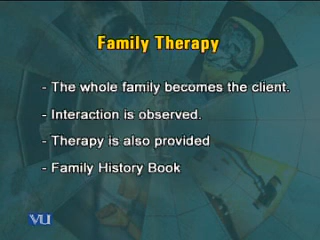 Family Therapy
- The whole family becomes the client.
- Interaction is observed.
- Therapy is also provided
- Family History Book
VU